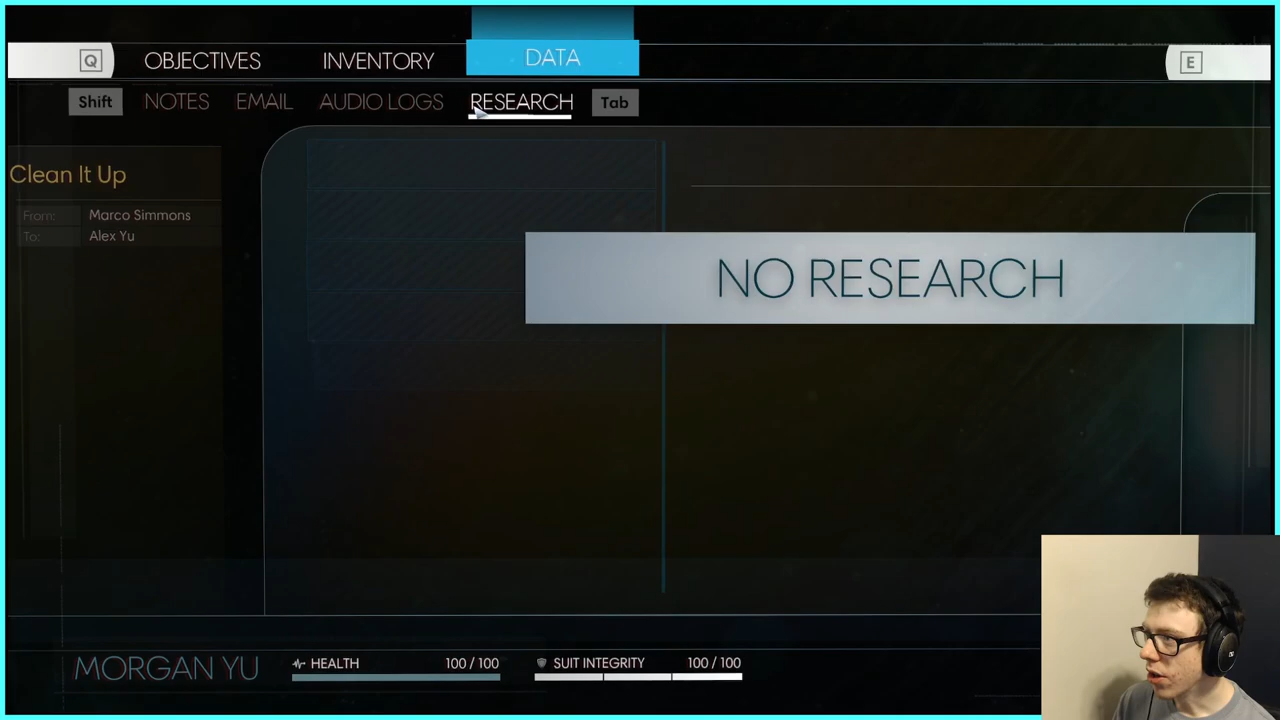 Q OBJECTIVES INVENTORY DATA E
Shift NOTES EMAIL AUDIO LOGS RESEARCH Tab
Clean It Up
From: Marco Simmons
To: Alex Yu
NO RESEARCH
MORGAN YU HEALTH 100 / 100 SUIT INTEGRITY 100 / 100